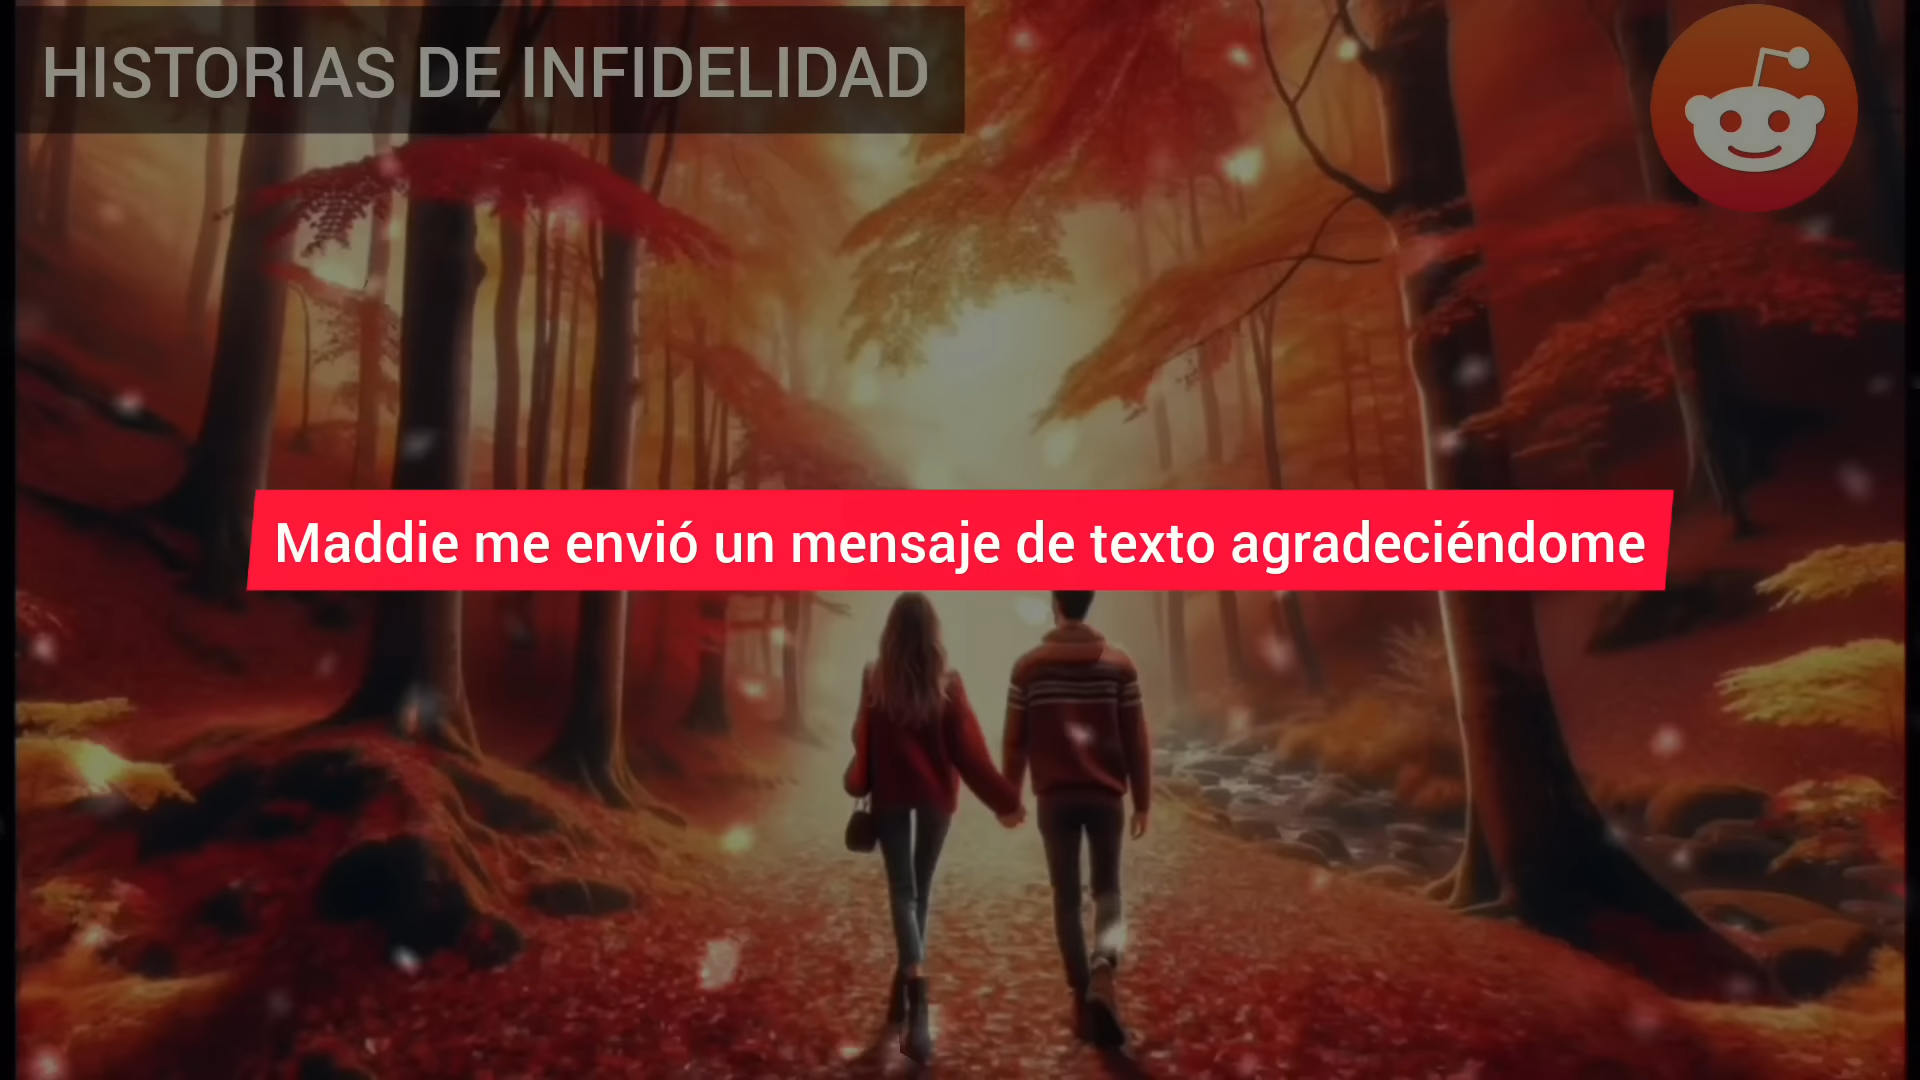 HISTORIAS DE INFIDELIDAD
Maddie me envió un mensaje de texto agradeciéndome